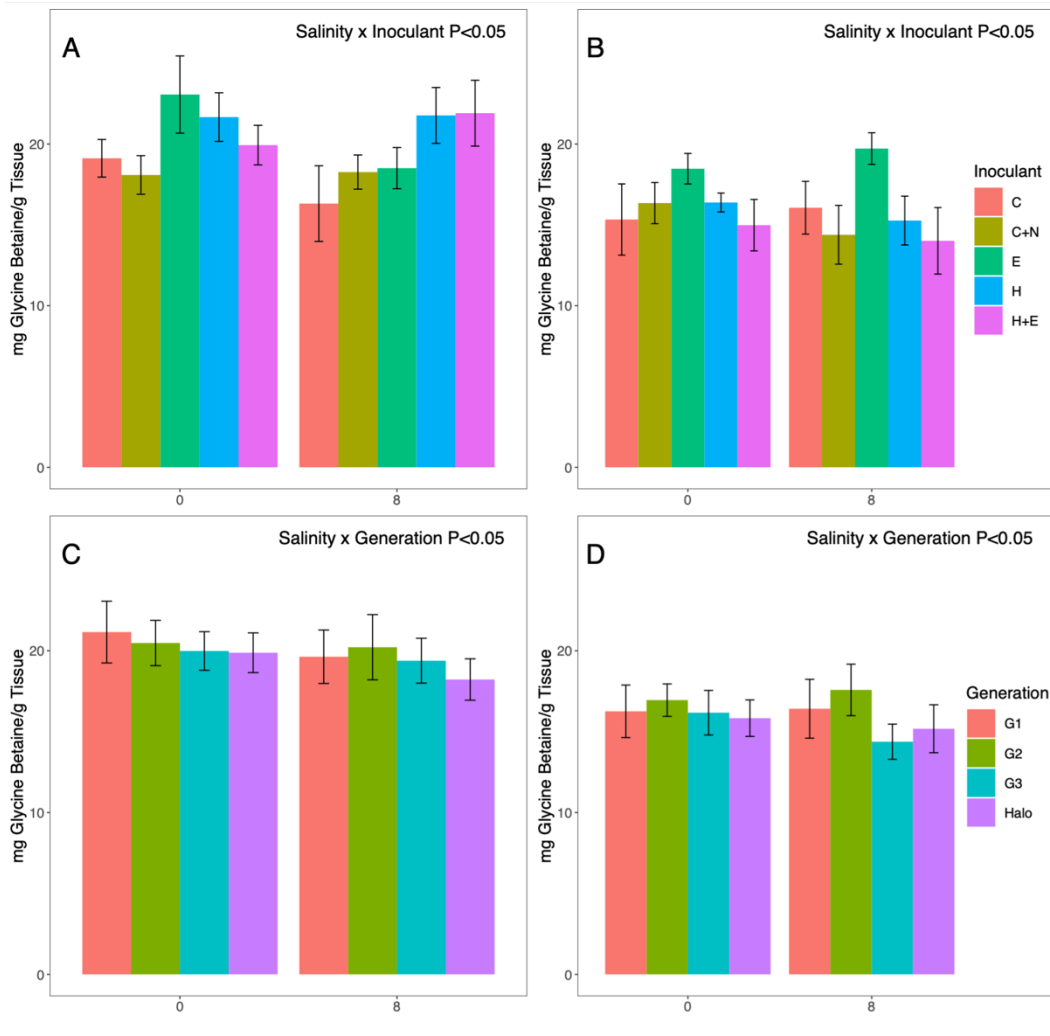 A
Salinity x Inoculant P<0.05
mg Glycine Betaine/g Tissue
20
10
0
0
8
B
Salinity x Inoculant P<0.05
mg Glycine Betaine/g Tissue
20
10
0
0
8
Inoculant
C
C+N
E
H
H+E
C
Salinity x Generation P<0.05
mg Glycine Betaine/g Tissue
20
10
0
0
8
D
Salinity x Generation P<0.05
mg Glycine Betaine/g Tissue
20
10
0
0
8
Generation
G1
G2
G3
Halo